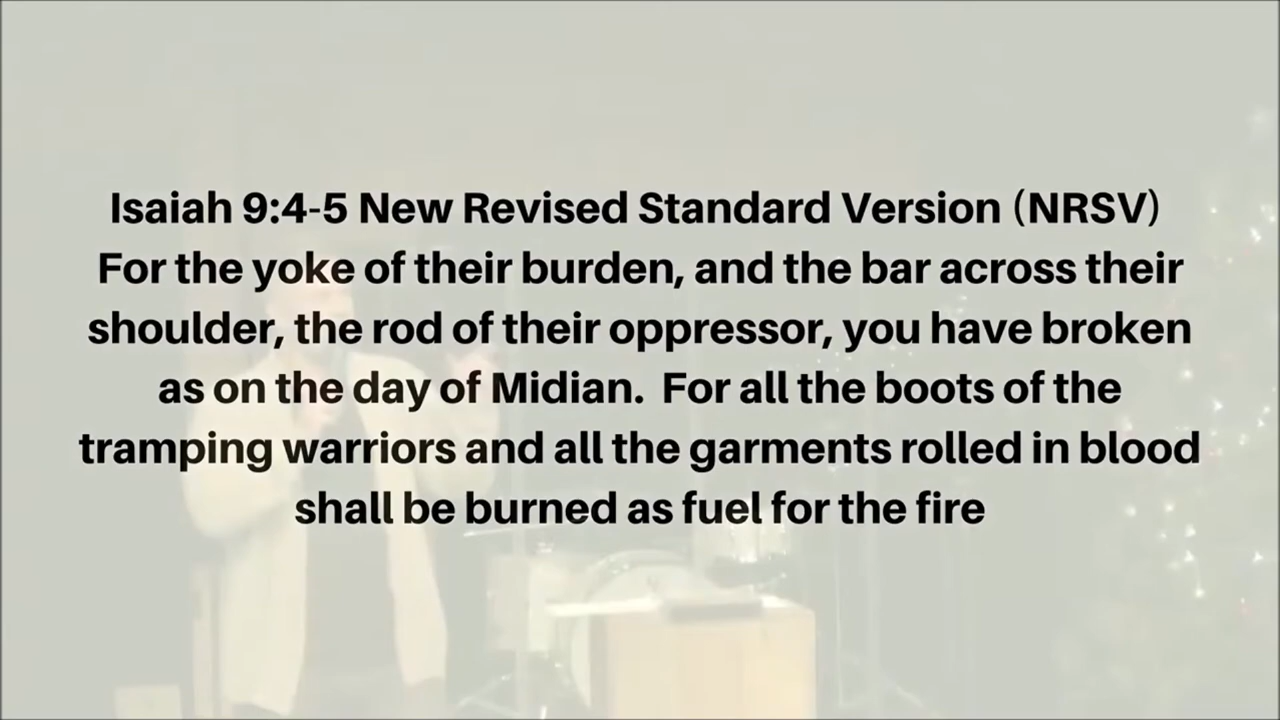 Isaiah 9:4-5 New Revised Standard Version (NRSV)
For the yoke of their burden, and the bar across their
shoulder, the rod of their oppressor, you have broken
as on the day of Midian.  For all the boots of the
tramping warriors and all the garments rolled in blood
shall be burned as fuel for the fire